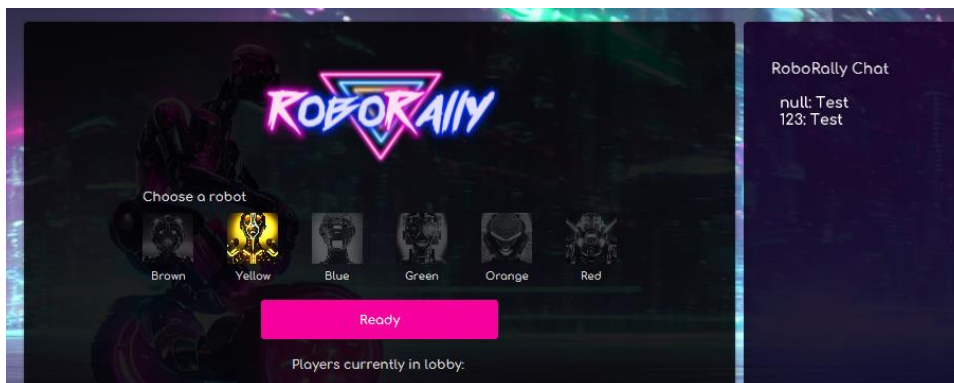 ROBORALLY
Choose a robot
Brown Yellow Blue Green Orange Red
Ready
Players currently in lobby:
RoboRally Chat
null: Test
123: Test